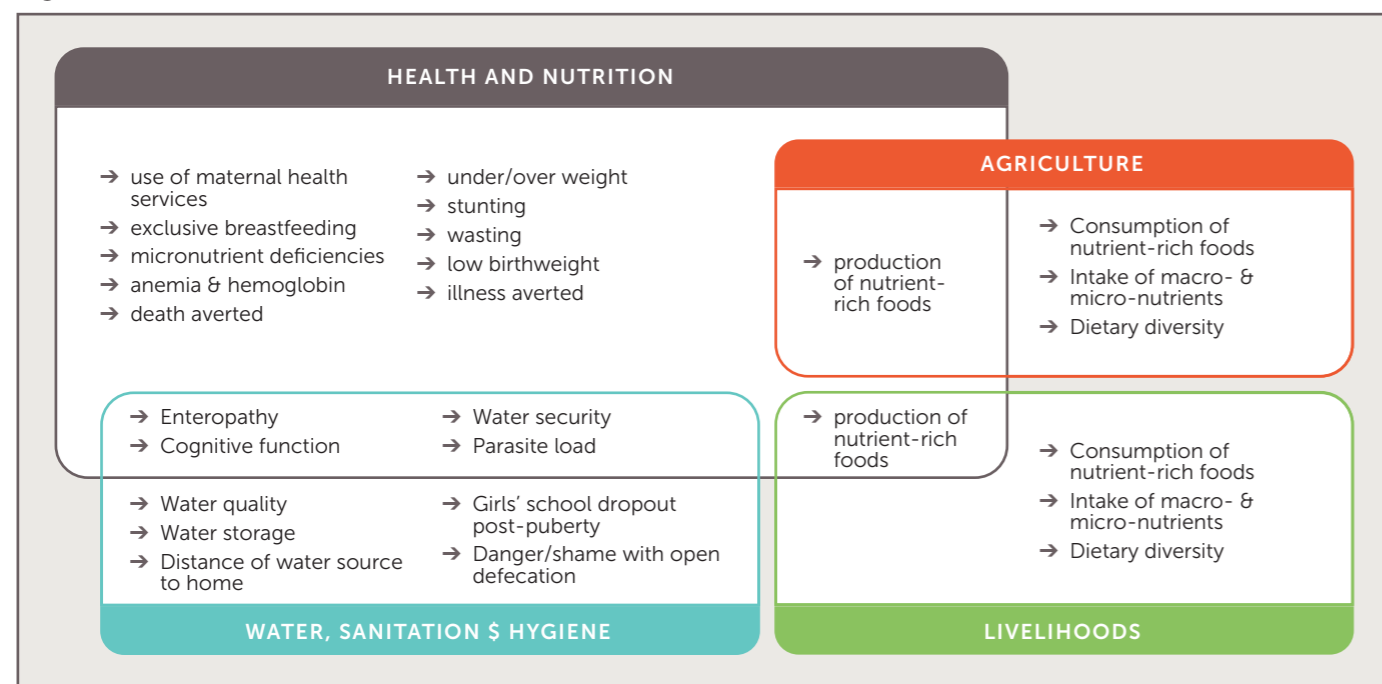 HEALTH AND NUTRITION
➔ use of maternal health
services
➔ exclusive breastfeeding
➔ micronutrient deficiencies
➔ anemia & hemoglobin
➔ death averted
➔ under/over weight
➔ stunting
➔ wasting
➔ low birthweight
➔ illness averted
AGRICULTURE
➔ production
of nutrient-
rich foods
➔ Consumption of
nutrient-rich foods
➔ Intake of macro- &
micro-nutrients
➔ Dietary diversity
➔ Enteropathy
➔ Cognitive function
➔ Water security
➔ Parasite load
➔ Water quality
➔ Water storage
➔ Distance of water source
to home
➔ Girls’ school dropout
post-puberty
➔ Danger/shame with open
defecation
WATER, SANITATION $ HYGIENE
➔ production of
nutrient-rich
foods
➔ Consumption of
nutrient-rich foods
➔ Intake of macro- &
micro-nutrients
➔ Dietary diversity
LIVELIHOODS